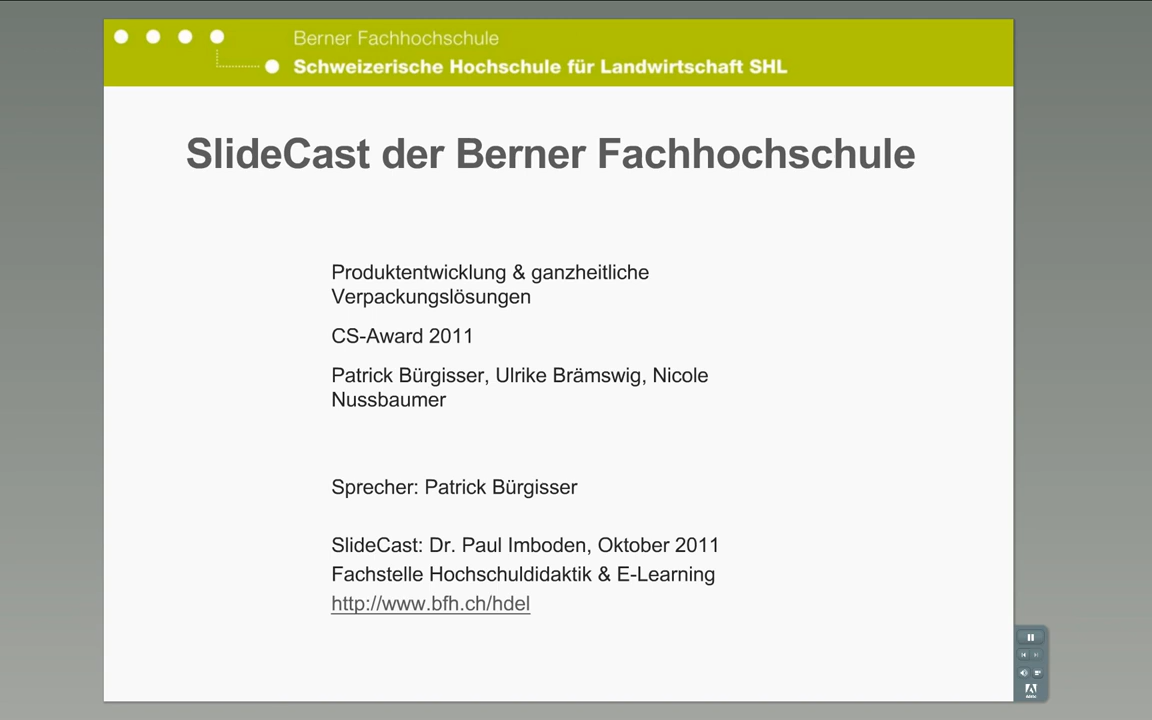 Berner Fachhochschule
Schweizerische Hochschule für Landwirtschaft SHL
SlideCast der Berner Fachhochschule
Produktentwicklung & ganzheitliche
Verpackungslösungen
CS-Award 2011
Patrick Bürgisser, Ulrike Brämswig, Nicole
Nussbaumer
Sprecher: Patrick Bürgisser
SlideCast: Dr. Paul Imboden, Oktober 2011
Fachstelle Hochschuldidaktik & E-Learning
http://www.bfh.ch/hdel